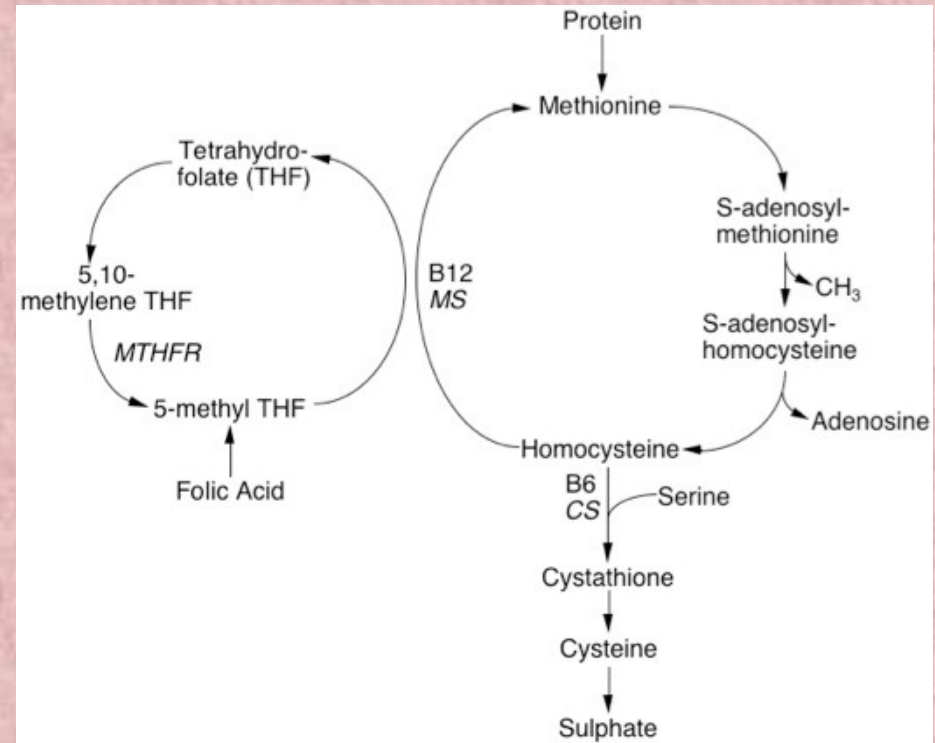 Protein
Methionine
Tetrahydro-
folate (THF)
S-adenosyl-
methionine
5,10-
methylene THF
B12
MS
CH₃
S-adenosyl-
homocysteine
MTHFR
5-methyl THF
Adenosine
Homocysteine
Folic Acid
B6
CS
Serine
Cystathione
Cysteine
Sulphate